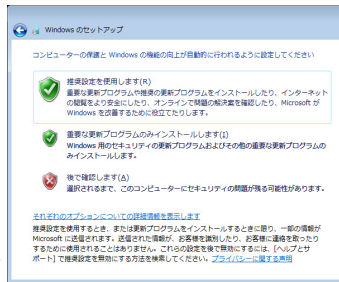 Windows のセットアップ
コンピューターの保護と Windows の機能の向上が自動的に行われるように設定してください
推奨設定を使用します(R)
重要な更新プログラムや推奨の更新プログラムをインストールしたり、インターネット
の閲覧をより安全にしたり、オンラインで問題の解決策を確認したり、Microsoft が
Windows を改善するために役立てたりします。
重要な更新プログラムのみインストールします(I)
Windows 用のセキュリティの更新プログラムおよびその他の重要な更新プログラムの
みインストールします。
後で確認します(A)
選択されるまで、このコンピューターにセキュリティの問題が残る可能性があります。
それぞれのオプションについての詳細情報を表示します
推奨設定を使用するとき、または更新プログラムをインストールするときに限り、一部の情報が
Microsoft に送信されます。送信された情報が、お客様を識別したり、お客様に連絡を取ったり
するために使用されることはありません。これらの設定を後で無効にするには、[ヘルプとサ
ポート] で推奨設定を無効にする方法を検索してください。プライバシーに関する声明